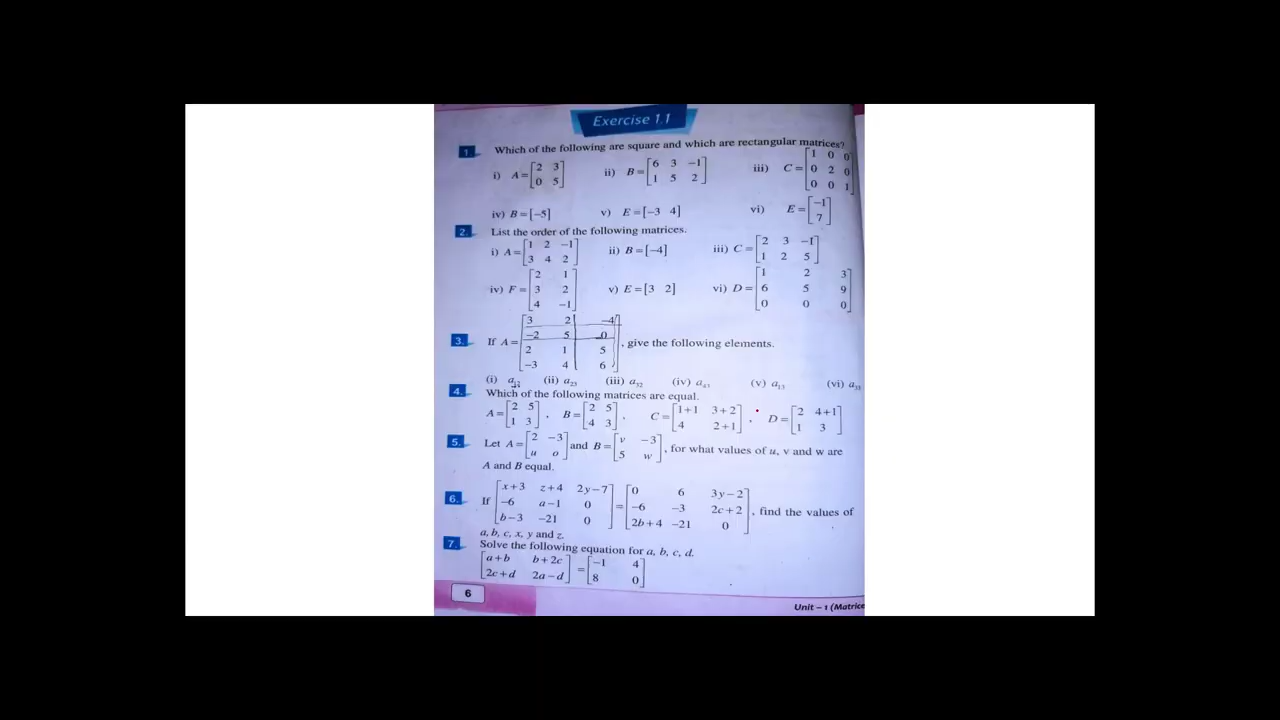 Exercise 1.1
1. Which of the following are square and which are rectangular matrices?
i) A = [2 3; 0 5] ii) B = [6 3 −1; 1 5 2] iii) C = [1 0 0; 0 2 0; 0 0 1]
iv) B = [−5] v) E = [−3 4] vi) E = [−1; 7]
2. List the order of the following matrices.
i) A = [1 2 −1; 3 4 2] ii) B = [−4] iii) C = [2 3 −1; 1 2 5]
iv) F = [2 1; 3 2; 4 −1] v) E = [3 2] vi) D = [1 2 3; 6 5 9; 0 0 0]
3. If A = [3 2 −4; −2 5 0; 2 1 5; −3 4 6], give the following elements.
(i) a₁₂ (ii) a₂₃ (iii) a₃₂ (iv) a₄₃ (v) a₁₃ (vi) a₃₃
4. Which of the following matrices are equal.
A = [2 5; 1 3], B = [2 5; 4 3], C = [1+1 3+2; 4 2+1], D = [2 4+1; 1 3]
5. Let A = [2 −3; u o] and B = [v −3; 5 w], for what values of u, v and w are
A and B equal.
6. If [x+3 z+4 2y−7; −6 a−1 0; b−3 −21 0] = [0 6 3y−2; −6 −3 2c+2; 2b+4 −21 0], find the values of
a, b, c, x, y and z.
7. Solve the following equation for a, b, c, d.
[a+b b+2c; 2c+d 2a−d] = [−1 4; 8 0]
6
Unit – 1 (Matrice